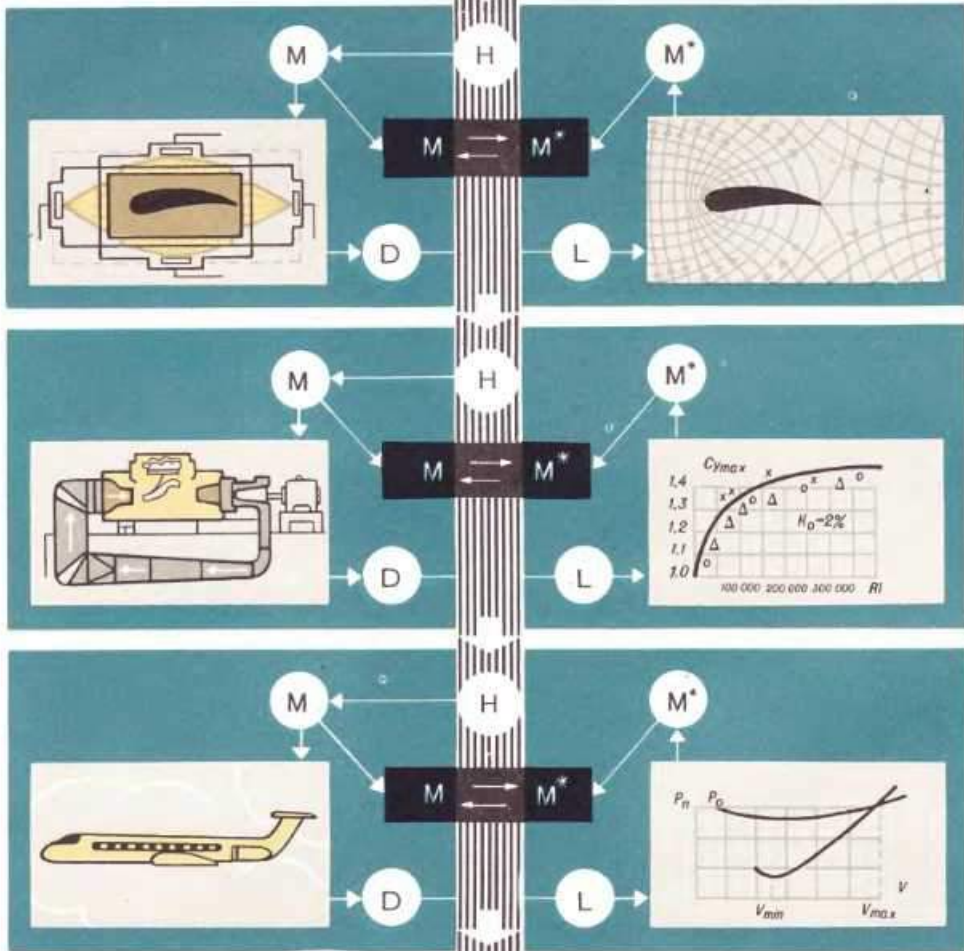 M H M*
M ⇄ M*
D L
M H M*
M ⇄ M*
Cymax
1,4
1,3
1,2
1,1
1,0
K₀=2%
100 000 200 000 300 000 Rl
D L
M H M*
M ⇄ M*
Pп P₀
V
Vmin Vmax
D L